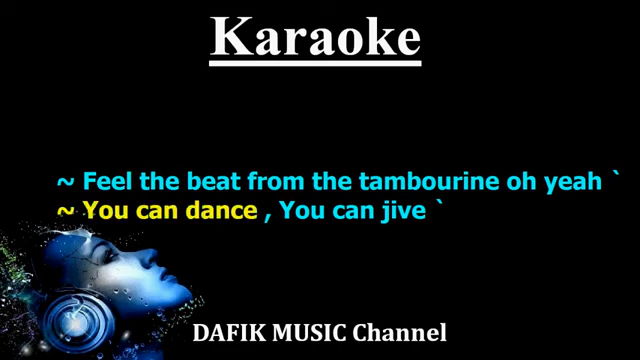 Karaoke
~ Feel the beat from the tambourine oh yeah `
~ You can dance , You can jive `
DAFIK MUSIC Channel